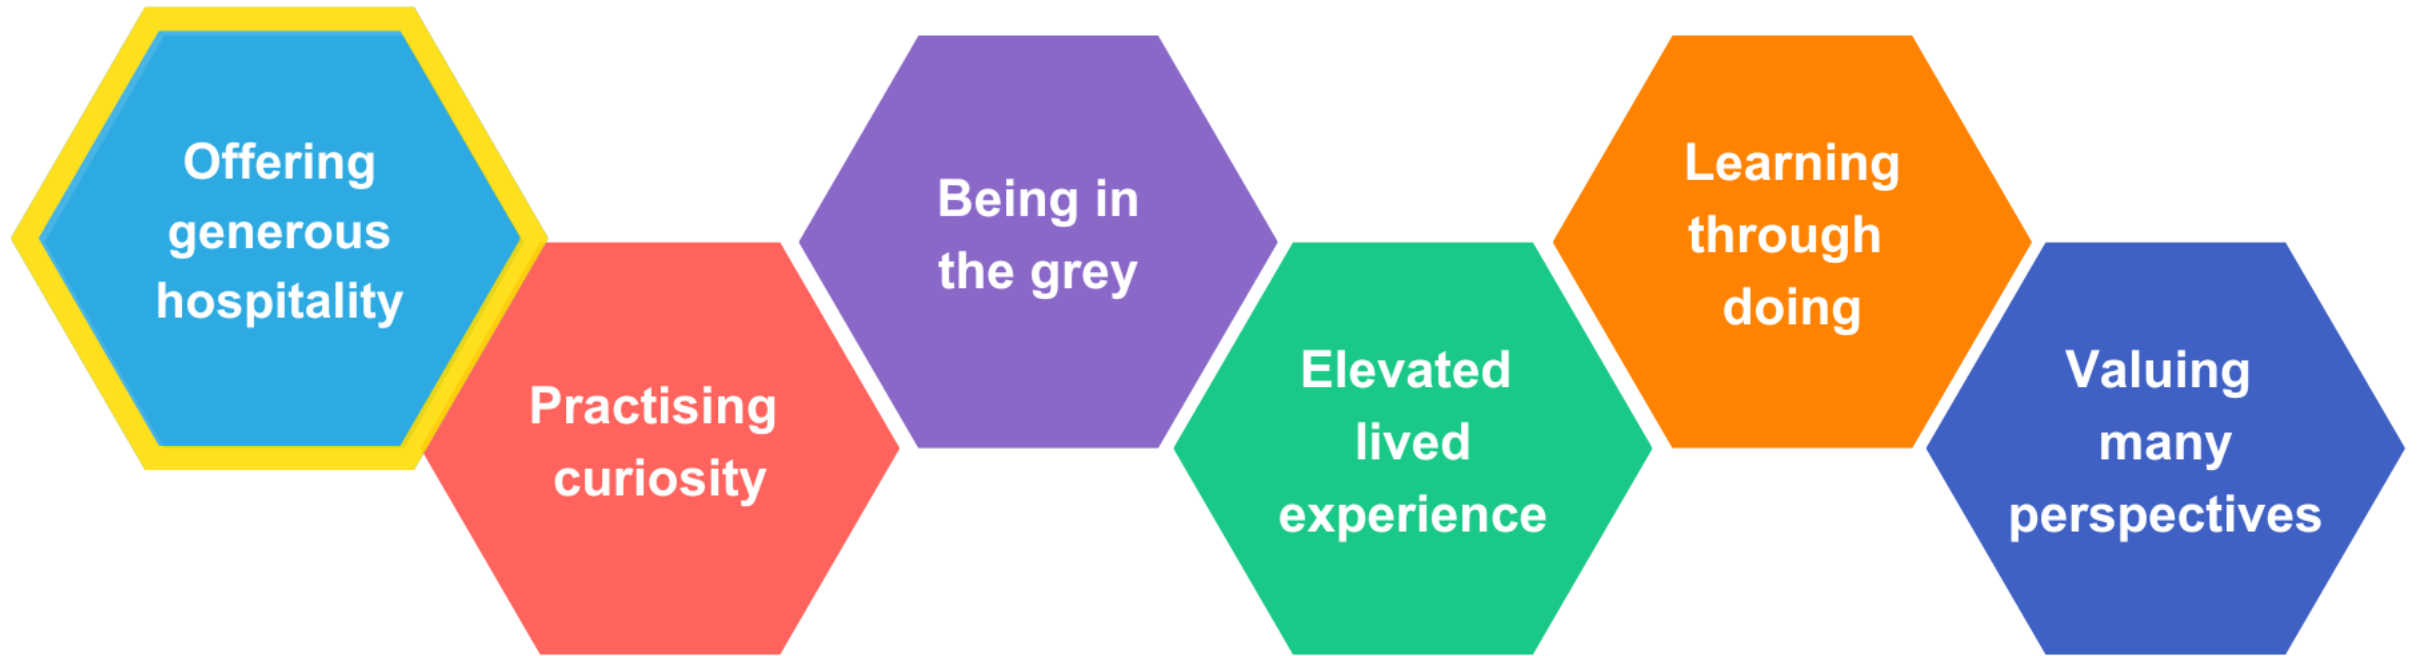 Offering
generous
hospitality
Practising
curiosity
Being in
the grey
Elevated
lived
experience
Learning
through
doing
Valuing
many
perspectives